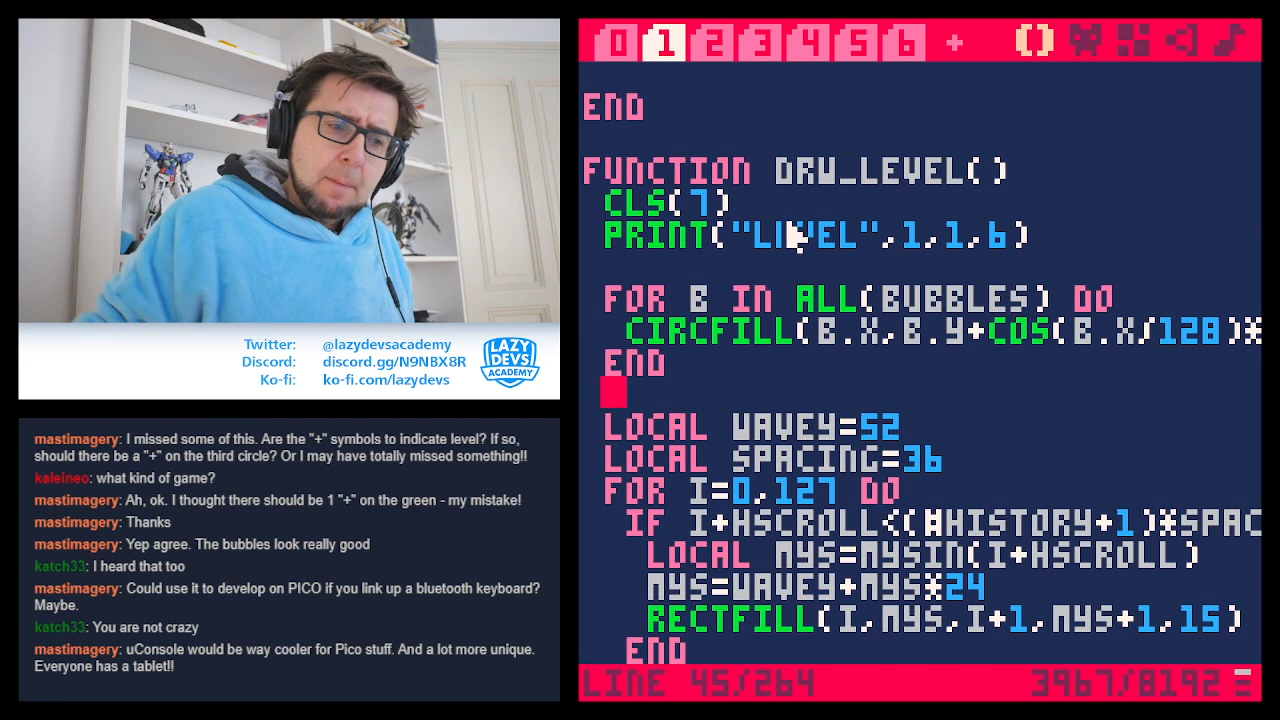 Twitter: @lazydevsacademy
Discord: discord.gg/N9NBX8R
Ko-fi: ko-fi.com/lazydevs
LAZY
DEVS
ACADEMY
mastimagery: I missed some of this. Are the "+" symbols to indicate level? If so,
should there be a "+" on the third circle? Or I may have totally missed something!!
kaleineo: what kind of game?
mastimagery: Ah, ok. I thought there should be 1 "+" on the green - my mistake!
mastimagery: Thanks
mastimagery: Yep agree. The bubbles look really good
katch33: I heard that too
mastimagery: Could use it to develop on PICO if you link up a bluetooth keyboard?
Maybe.
katch33: You are not crazy
mastimagery: uConsole would be way cooler for Pico stuff. And a lot more unique.
Everyone has a tablet!!
0 1 2 3 4 5 6 + ()
END
FUNCTION DRW_LEVEL()
CLS(7)
PRINT(",1,1,6)
FOR B IN ALL(BUBBLES) DO
CIRCFILL(B.X,B.Y+COS(B.X/128)*
END
LOCAL WAVEY=52
LOCAL SPACING=36
FOR I=0,127 DO
IF I+HSCROLL<((#HISTORY+1)*SPAC
LOCAL MYS=MYSIN(I+HSCROLL)
MYS=WAVEY+MYS*24
RECTFILL(I,MYS,I+1,MYS+1,15)
END
LINE 45/264 3967/8192